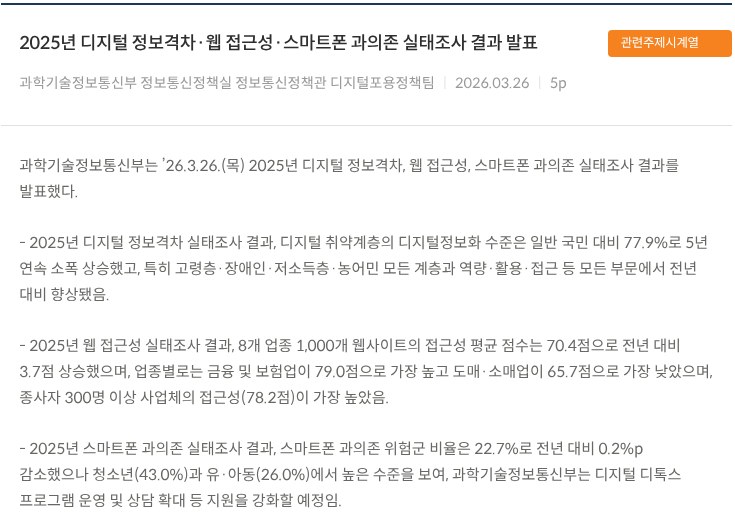 2025년 디지털 정보격차·웹 접근성·스마트폰 과의존 실태조사 결과 발표
관련주제시계열
과학기술정보통신부 정보통신정책실 정보통신정책관 디지털포용정책팀 | 2026.03.26 | 5p
과학기술정보통신부는 ’26.3.26.(목) 2025년 디지털 정보격차, 웹 접근성, 스마트폰 과의존 실태조사 결과를
발표했다.
- 2025년 디지털 정보격차 실태조사 결과, 디지털 취약계층의 디지털정보화 수준은 일반 국민 대비 77.9%로 5년
연속 소폭 상승했고, 특히 고령층·장애인·저소득층·농어민 모든 계층과 역량·활용·접근 등 모든 부문에서 전년
대비 향상됐음.
- 2025년 웹 접근성 실태조사 결과, 8개 업종 1,000개 웹사이트의 접근성 평균 점수는 70.4점으로 전년 대비
3.7점 상승했으며, 업종별로는 금융 및 보험업이 79.0점으로 가장 높고 도매·소매업이 65.7점으로 가장 낮았으며,
종사자 300명 이상 사업체의 접근성(78.2점)이 가장 높았음.
- 2025년 스마트폰 과의존 실태조사 결과, 스마트폰 과의존 위험군 비율은 22.7%로 전년 대비 0.2%p
감소했으나 청소년(43.0%)과 유·아동(26.0%)에서 높은 수준을 보여, 과학기술정보통신부는 디지털 디톡스
프로그램 운영 및 상담 확대 등 지원을 강화할 예정임.